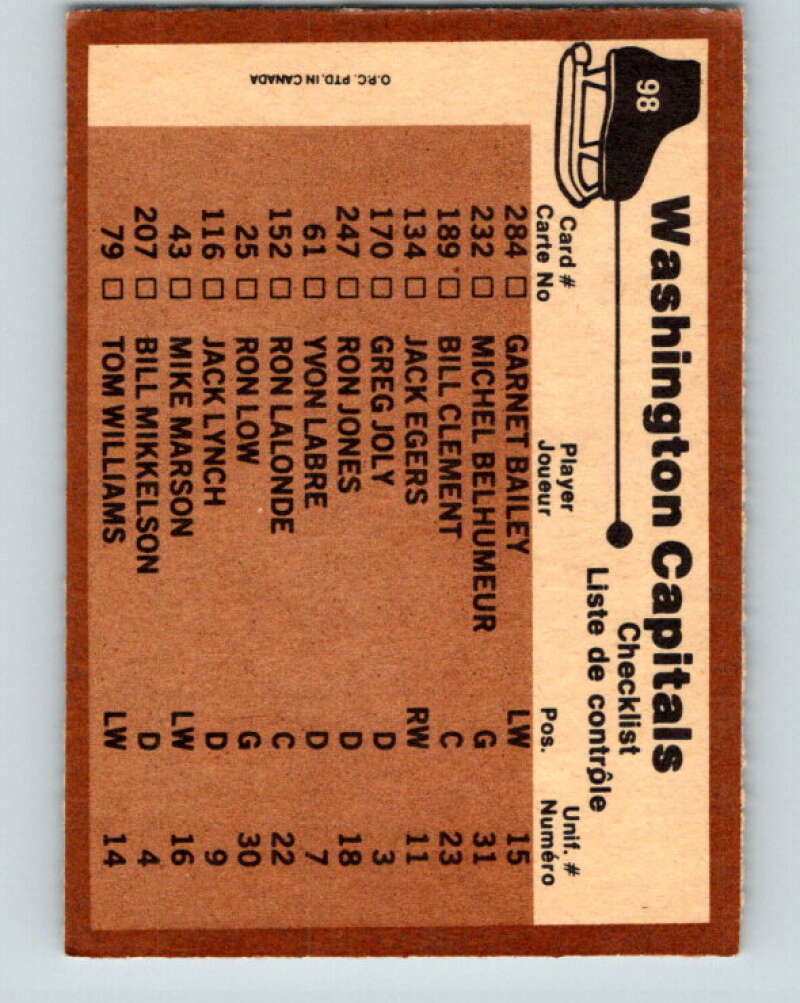 98
Washington Capitals
Checklist
Liste de contrôle
Card # Player Pos. Unif. #
Carte No Joueur Numéro
284 □ GARNET BAILEY LW 15
232 □ MICHEL BELHUMEUR G 31
189 □ BILL CLEMENT C 23
134 □ JACK EGERS RW 11
170 □ GREG JOLY D 3
247 □ RON JONES D 18
61 □ YVON LABRE D 7
152 □ RON LALONDE C 22
25 □ RON LOW G 30
116 □ JACK LYNCH D 9
43 □ MIKE MARSON LW 16
207 □ BILL MIKKELSON D 4
79 □ TOM WILLIAMS LW 14
O.P.C. PTD. IN CANADA